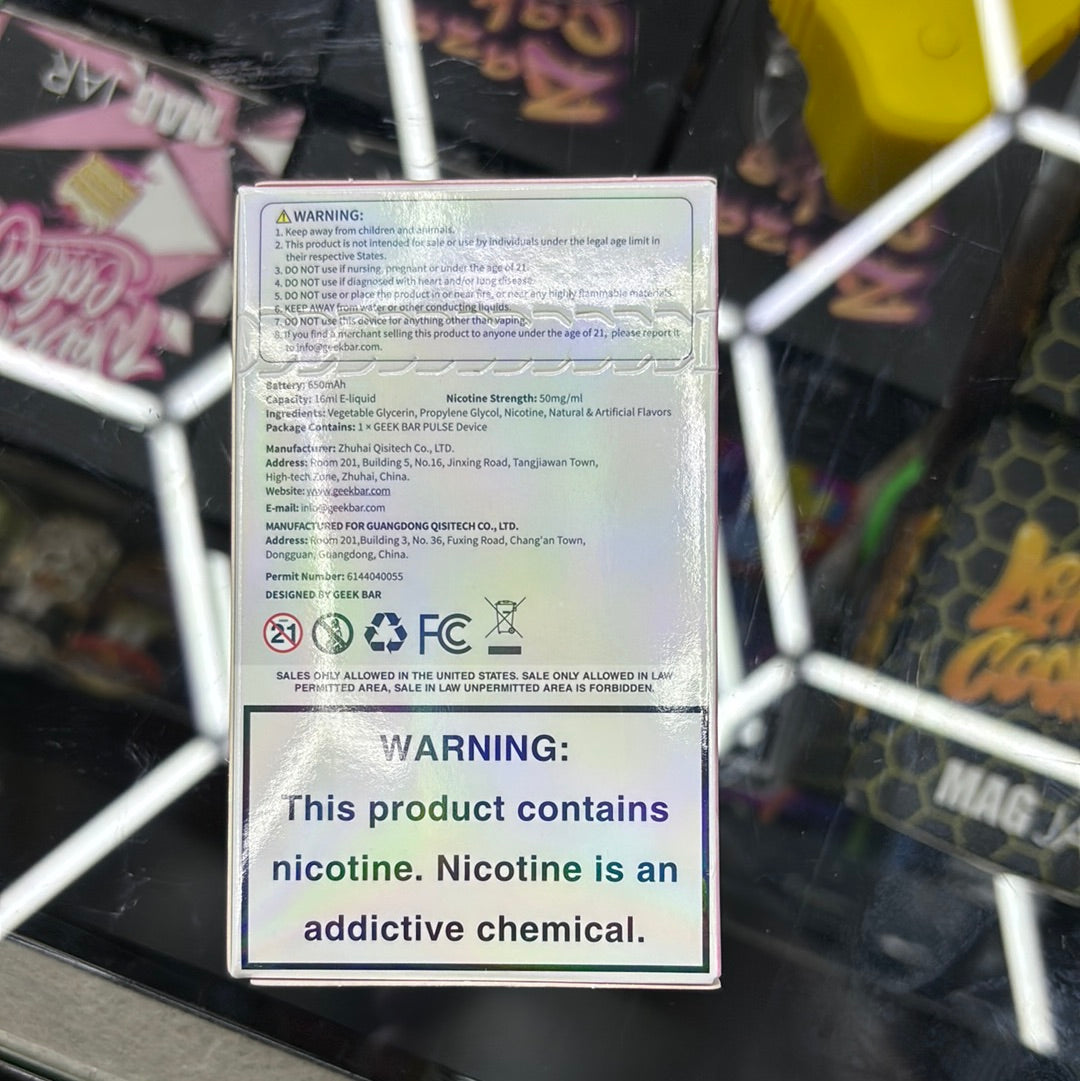 WARNING:
1. Keep away from children and animals.
2. This product is not intended for sale or use by individuals under the legal age limit in
their respective States.
3. DO NOT use if nursing, pregnant or under the age of 21.
4. DO NOT use if diagnosed with heart and/or lung disease.
5. DO NOT use or place the product in or near fire, or near any highly flammable materials.
6. KEEP AWAY from water or other conducting liquids.
7. DO NOT use this device for anything other than vaping.
8. If you find a merchant selling this product to anyone under the age of 21, please report it
to info@geekbar.com.
Battery: 650mAh
Capacity: 16ml E-liquid Nicotine Strength: 50mg/ml
Ingredients: Vegetable Glycerin, Propylene Glycol, Nicotine, Natural & Artificial Flavors
Package Contains: 1 × GEEK BAR PULSE Device
Manufacturer: Zhuhai Qisitech Co., LTD.
Address: Room 201, Building 5, No.16, Jinxing Road, Tangjiawan Town,
High-tech Zone, Zhuhai, China.
Website: www.geekbar.com
E-mail: info@geekbar.com
MANUFACTURED FOR GUANGDONG QISITECH CO., LTD.
Address: Room 201,Building 3, No. 36, Fuxing Road, Chang'an Town,
Dongguan, Guangdong, China.
Permit Number: 6144040055
DESIGNED BY GEEK BAR
21
FC
SALES ONLY ALLOWED IN THE UNITED STATES. SALE ONLY ALLOWED IN LAW
PERMITTED AREA, SALE IN LAW UNPERMITTED AREA IS FORBIDDEN.
WARNING:
This product contains
nicotine. Nicotine is an
addictive chemical.
MAG JAR
MAG JA